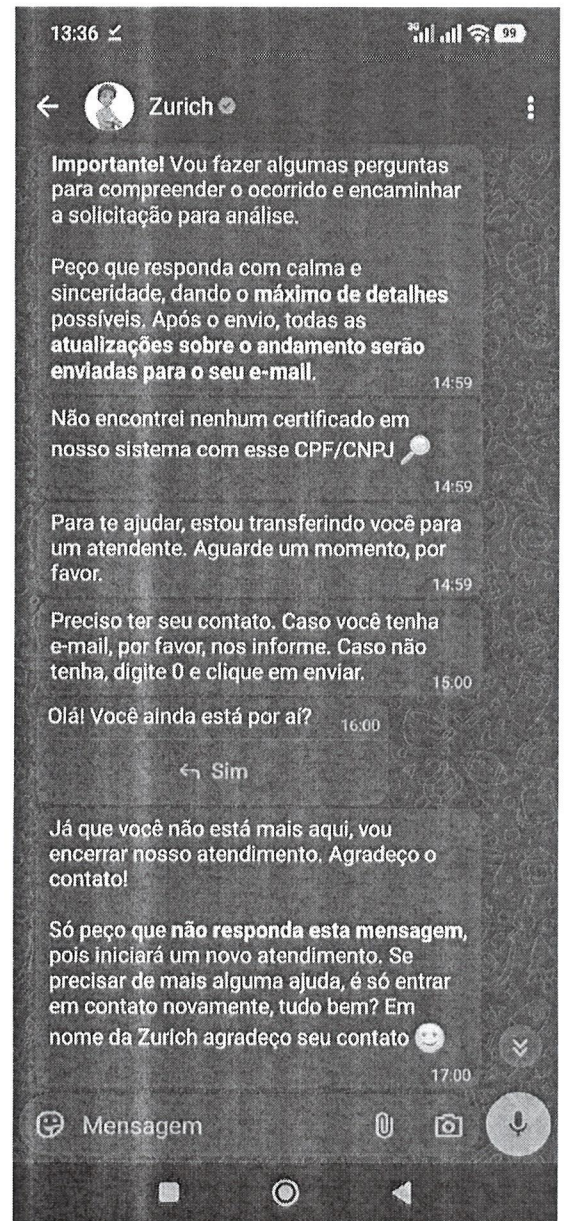 13:36
3G
99
Zurich
Importante! Vou fazer algumas perguntas
para compreender o ocorrido e encaminhar
a solicitação para análise.
Peço que responda com calma e
sinceridade, dando o máximo de detalhes
possíveis. Após o envio, todas as
atualizações sobre o andamento serão
enviadas para o seu e-mail.
14:59
Não encontrei nenhum certificado em
nosso sistema com esse CPF/CNPJ
14:59
Para te ajudar, estou transferindo você para
um atendente. Aguarde um momento, por
favor.
14:59
Preciso ter seu contato. Caso você tenha
e-mail, por favor, nos informe. Caso não
tenha, digite 0 e clique em enviar.
15:00
Olá! Você ainda está por aí?
16:00
Sim
Já que você não está mais aqui, vou
encerrar nosso atendimento. Agradeço o
contato!
Só peço que não responda esta mensagem,
pois iniciará um novo atendimento. Se
precisar de mais alguma ajuda, é só entrar
em contato novamente, tudo bem? Em
nome da Zurich agradeço seu contato
17:00
Mensagem